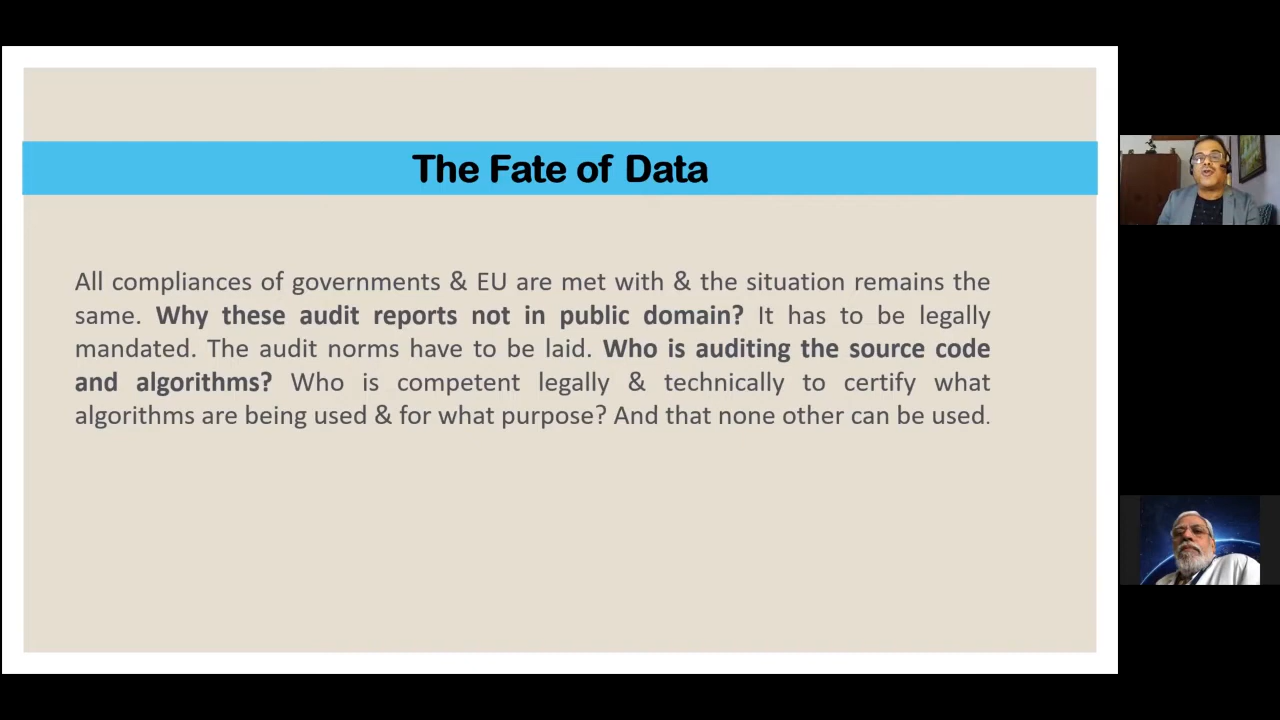 The Fate of Data
All compliances of governments & EU are met with & the situation remains the
same. Why these audit reports not in public domain? It has to be legally
mandated. The audit norms have to be laid. Who is auditing the source code
and algorithms? Who is competent legally & technically to certify what
algorithms are being used & for what purpose? And that none other can be used.